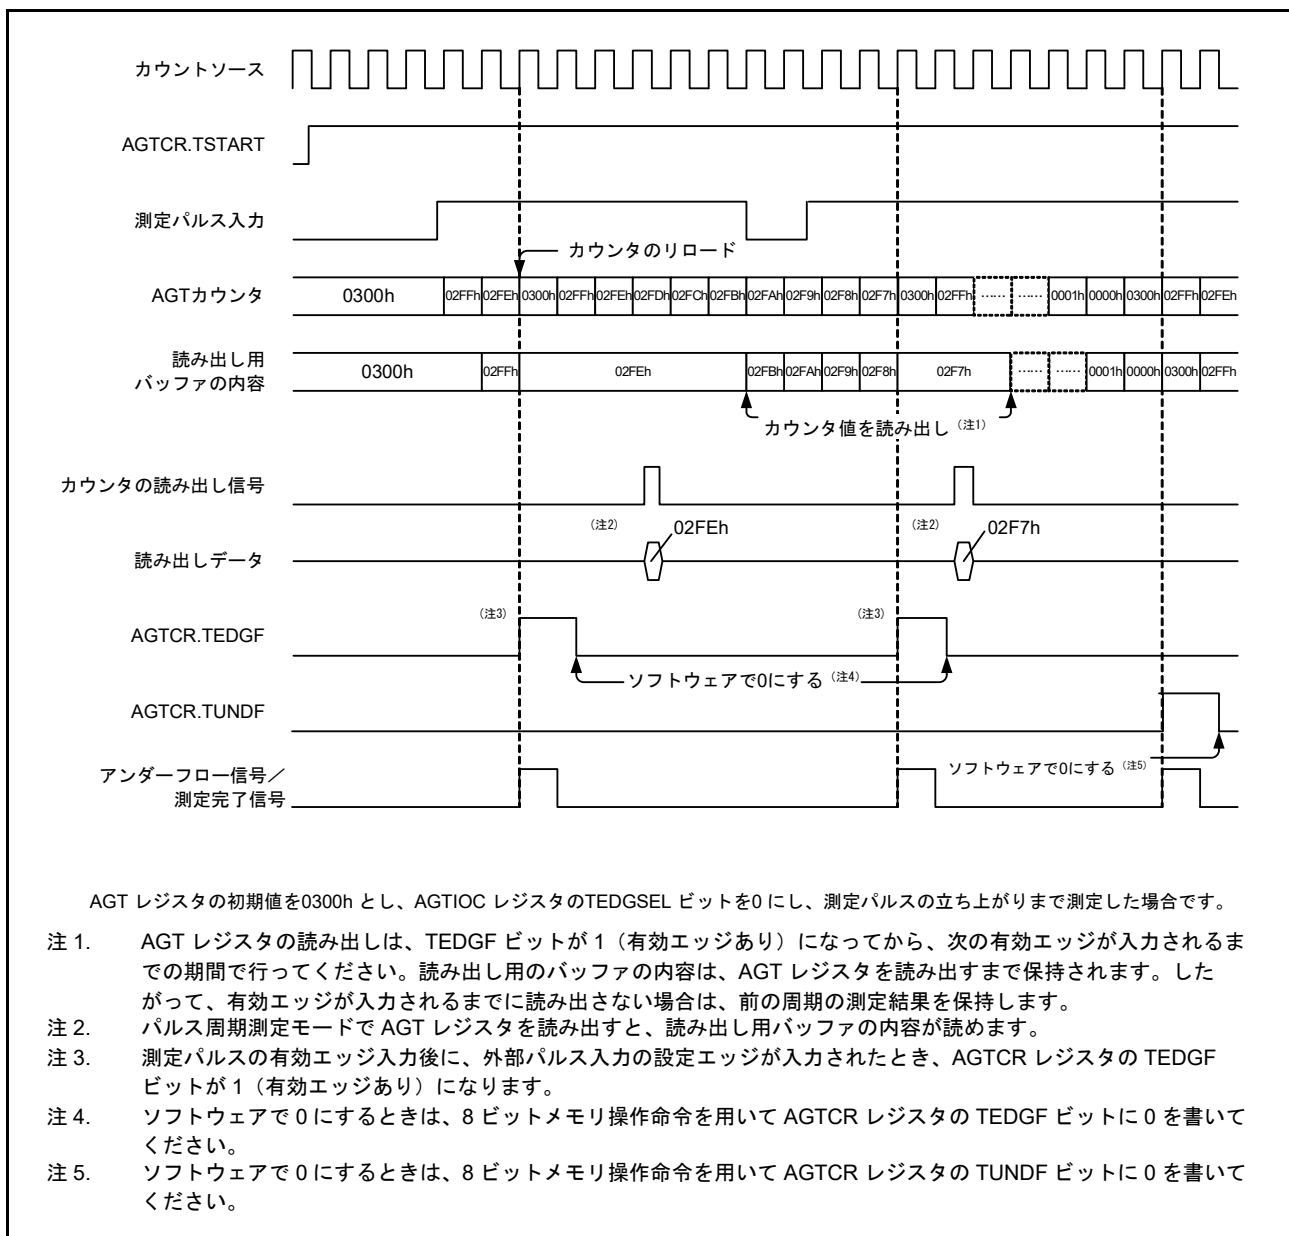 カウントソース
AGTCR.TSTART
測定パルス入力
カウンタのリロード
AGTカウンタ
0300h 02FFh 02FEh 0300h 02FFh 02FEh 02FDh 02FCh 02FBh 02FAh 02F9h 02F8h 02F7h 0300h 02FFh ...... ...... 0001h 0000h 0300h 02FFh 02FEh
読み出し用
バッファの内容
0300h 02FFh 02FEh 02FBh 02FAh 02F9h 02F8h 02F7h ...... ...... 0001h 0000h 0300h 02FFh
カウンタ値を読み出し（注1）
カウンタの読み出し信号
（注2） 02FEh （注2） 02F7h
読み出しデータ
（注3） （注3）
AGTCR.TEDGF
ソフトウェアで0にする（注4）
AGTCR.TUNDF
ソフトウェアで0にする（注5）
アンダーフロー信号／
測定完了信号
AGT レジスタの初期値を0300h とし、AGTIOC レジスタのTEDGSEL ビットを0 にし、測定パルスの立ち上がりまで測定した場合です。
注 1. AGT レジスタの読み出しは、TEDGF ビットが 1（有効エッジあり）になってから、次の有効エッジが入力されるま
での期間で行ってください。読み出し用のバッファの内容は、AGT レジスタを読み出すまで保持されます。した
がって、有効エッジが入力されるまでに読み出さない場合は、前の周期の測定結果を保持します。
注 2. パルス周期測定モードで AGT レジスタを読み出すと、読み出し用バッファの内容が読めます。
注 3. 測定パルスの有効エッジ入力後に、外部パルス入力の設定エッジが入力されたとき、AGTCR レジスタの TEDGF
ビットが 1（有効エッジあり）になります。
注 4. ソフトウェアで 0 にするときは、8 ビットメモリ操作命令を用いて AGTCR レジスタの TEDGF ビットに 0 を書いて
ください。
注 5. ソフトウェアで 0 にするときは、8 ビットメモリ操作命令を用いて AGTCR レジスタの TUNDF ビットに 0 を書いて
ください。